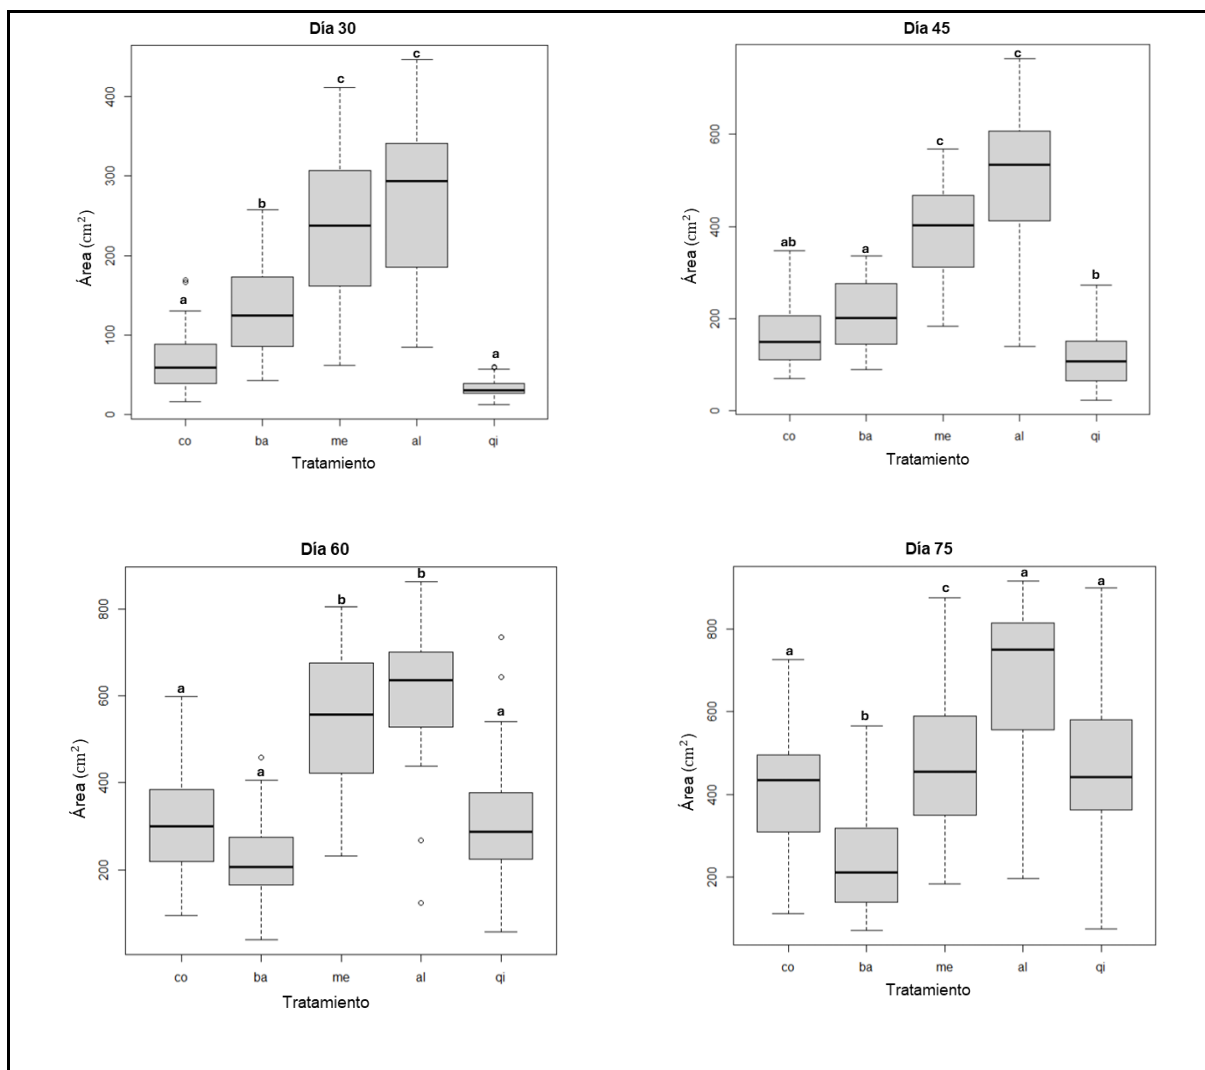 Día 30
Área (cm²)
400
300
200
100
0
a
b
c
c
a
co ba me al qi
Tratamiento
Día 45
Área (cm²)
600
400
200
0
ab
a
c
c
b
co ba me al qi
Tratamiento
Día 60
Área (cm²)
800
600
400
200
a
a
b
b
a
co ba me al qi
Tratamiento
Día 75
Área (cm²)
800
600
400
200
a
b
c
a
a
co ba me al qi
Tratamiento